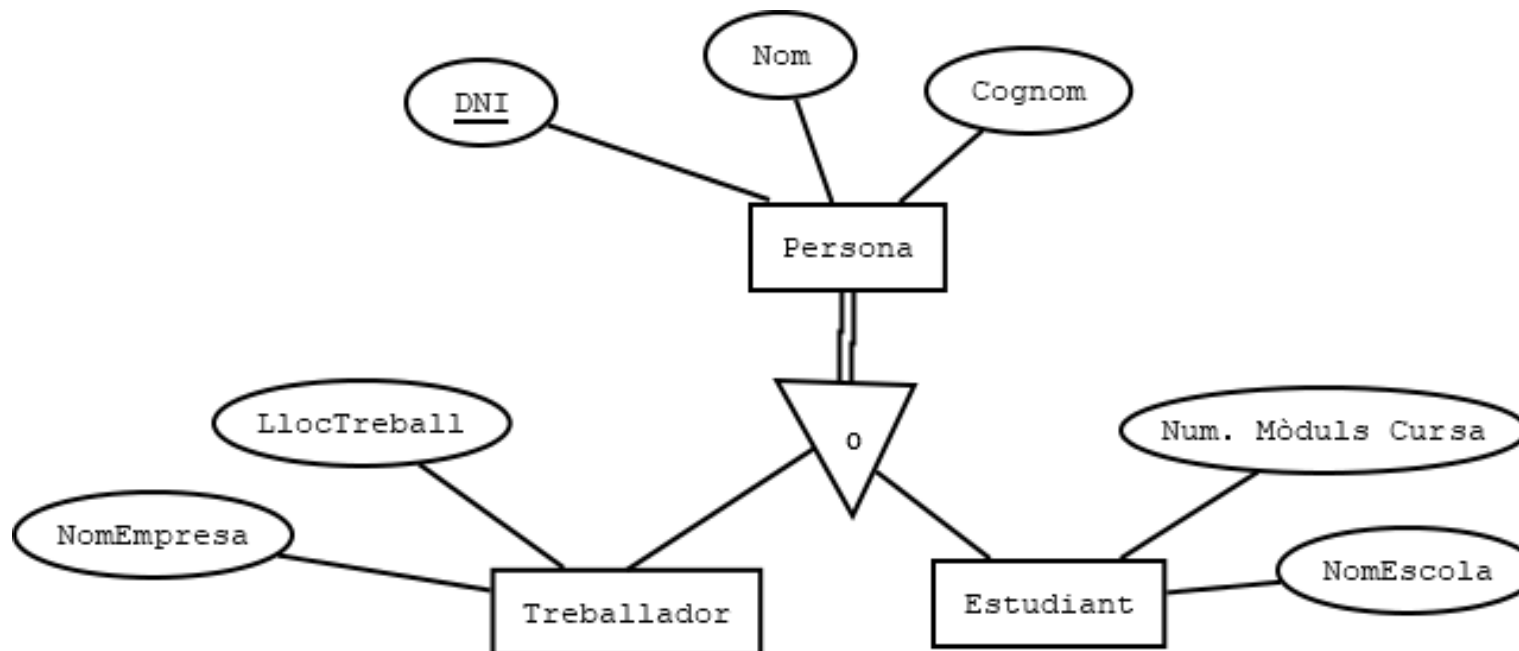 Nom
DNI
Cognom
Persona
LlocTreball
o
Num. Mòduls Cursa
NomEmpresa
NomEscola
Treballador
Estudiant